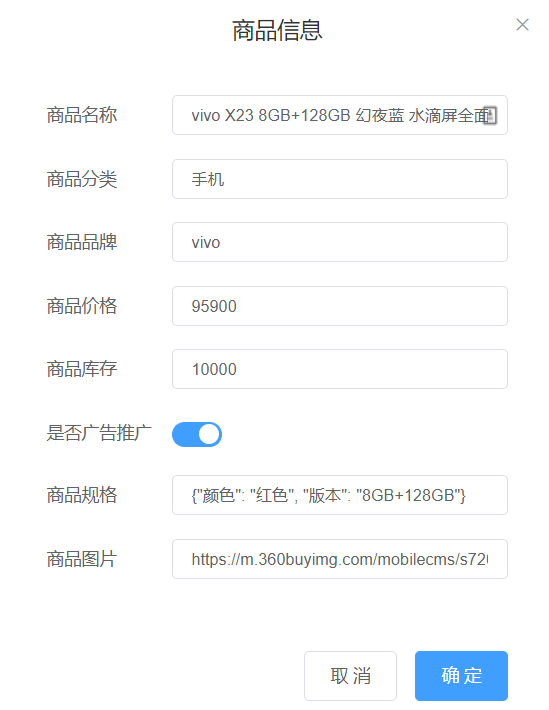 商品信息
商品名称 vivo X23 8GB+128GB 幻夜蓝 水滴屏全面
商品分类 手机
商品品牌 vivo
商品价格 95900
商品库存 10000
是否广告推广
商品规格 {"颜色": "红色", "版本": "8GB+128GB"}
商品图片 https://m.360buyimg.com/mobilecms/s720
取消 确定